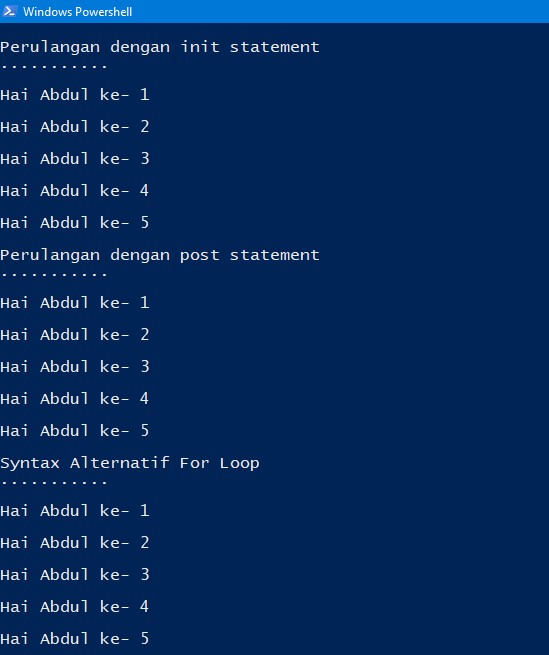 Windows Powershell
Perulangan dengan init statement
...........
Hai Abdul ke- 1
Hai Abdul ke- 2
Hai Abdul ke- 3
Hai Abdul ke- 4
Hai Abdul ke- 5
Perulangan dengan post statement
...........
Hai Abdul ke- 1
Hai Abdul ke- 2
Hai Abdul ke- 3
Hai Abdul ke- 4
Hai Abdul ke- 5
Syntax Alternatif For Loop
...........
Hai Abdul ke- 1
Hai Abdul ke- 2
Hai Abdul ke- 3
Hai Abdul ke- 4
Hai Abdul ke- 5